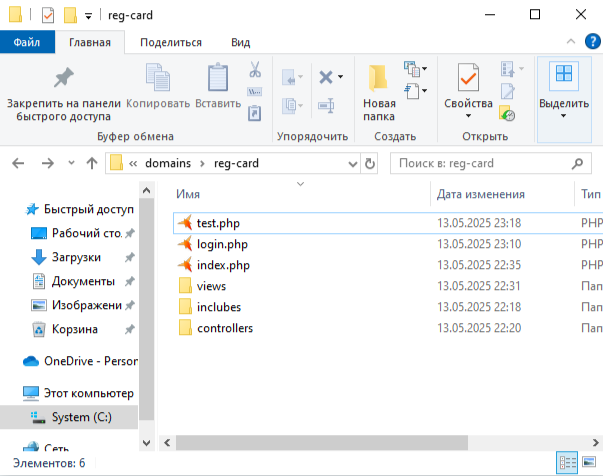 reg-card
Файл Главная Поделиться Вид
Закрепить на панели быстрого доступа
Копировать
Вставить
Новая папка
Свойства
Выделить
Буфер обмена
Упорядочить
Создать
Открыть
« domains › reg-card
Поиск в: reg-card
Имя Дата изменения Тип
Быстрый доступ
Рабочий сто.
Загрузки
Документы
Изображени
Корзина
OneDrive - Person
Этот компьютер
System (C:)
Сеть
test.php 13.05.2025 23:18 PHP
login.php 13.05.2025 23:10 PHP
index.php 13.05.2025 22:35 PHP
views 13.05.2025 22:31 Пап
inclubes 13.05.2025 22:18 Пап
controllers 13.05.2025 22:20 Пап
Элементов: 6